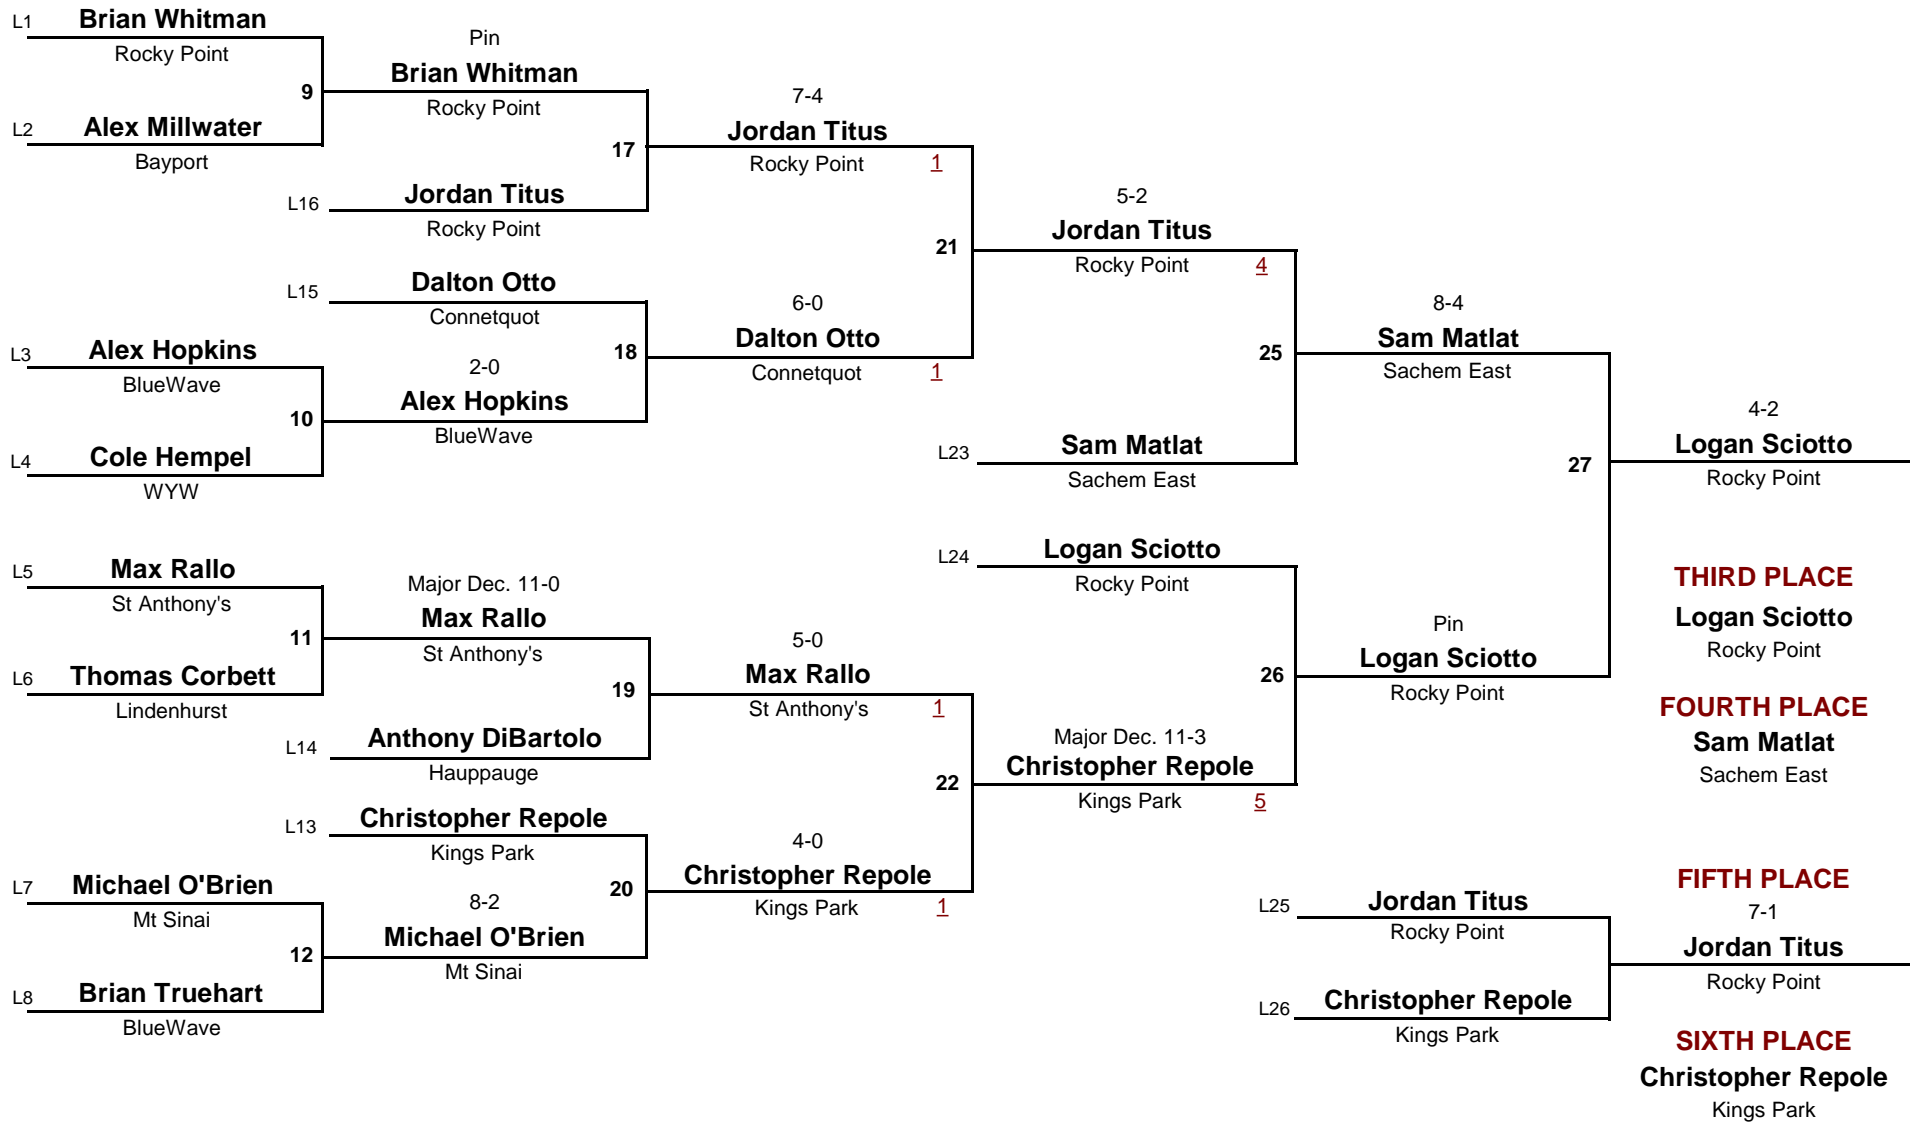 L1 Brian Whitman
Rocky Point
9
L2 Alex Millwater
Bayport
Pin
Brian Whitman
Rocky Point
17
L16 Jordan Titus
Rocky Point
7-4
Jordan Titus
Rocky Point 1
L15 Dalton Otto
Connetquot
L3 Alex Hopkins
BlueWave
10
L4 Cole Hempel
WYW
2-0
Alex Hopkins
BlueWave
18
6-0
Dalton Otto
Connetquot 1
21
5-2
Jordan Titus
Rocky Point 4
25
L23 Sam Matlat
Sachem East
8-4
Sam Matlat
Sachem East
L5 Max Rallo
St Anthony's
11
L6 Thomas Corbett
Lindenhurst
Major Dec. 11-0
Max Rallo
St Anthony's
19
L14 Anthony DiBartolo
Hauppauge
5-0
Max Rallo
St Anthony's 1
L13 Christopher Repole
Kings Park
L7 Michael O'Brien
Mt Sinai
12
L8 Brian Truehart
BlueWave
8-2
Michael O'Brien
Mt Sinai
20
4-0
Christopher Repole
Kings Park 1
22
L24 Logan Sciotto
Rocky Point
26
Major Dec. 11-3
Christopher Repole
Kings Park 5
Pin
Logan Sciotto
Rocky Point
27
4-2
Logan Sciotto
Rocky Point
THIRD PLACE
Logan Sciotto
Rocky Point
FOURTH PLACE
Sam Matlat
Sachem East
L25 Jordan Titus
Rocky Point
L26 Christopher Repole
Kings Park
FIFTH PLACE
7-1
Jordan Titus
Rocky Point
SIXTH PLACE
Christopher Repole
Kings Park